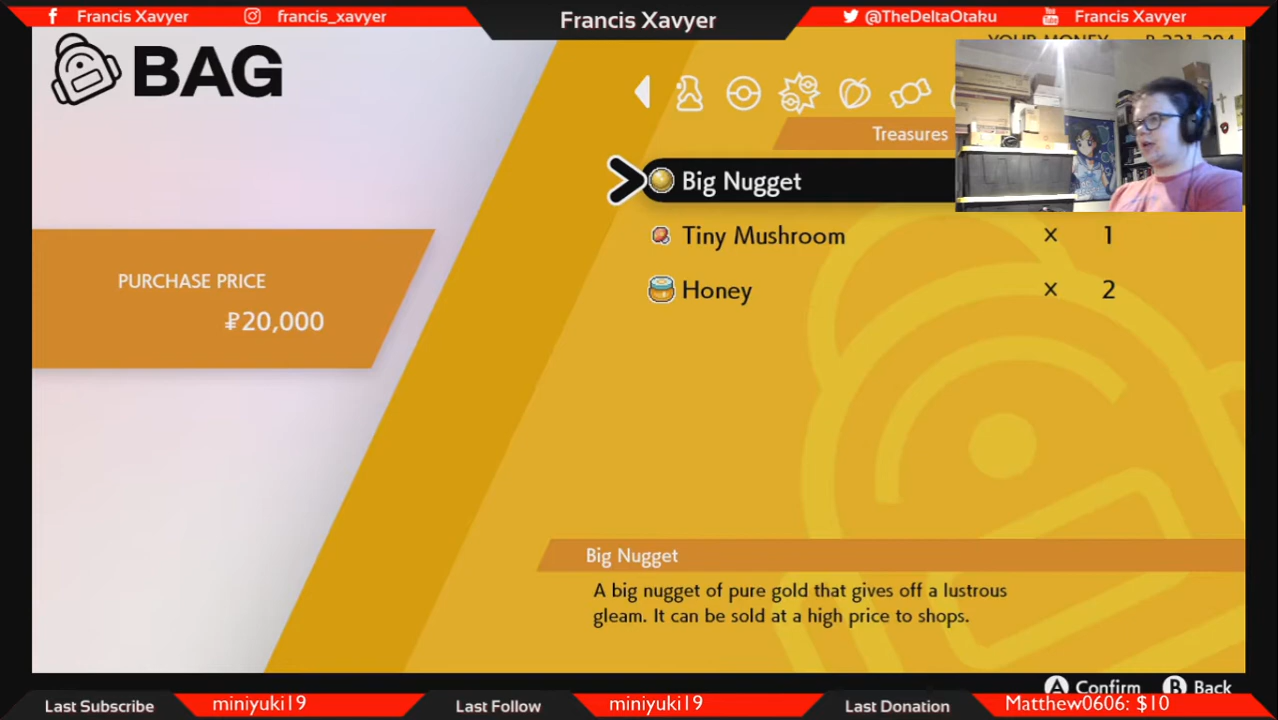 Francis Xavyer
francis_xavyer
Francis Xavyer
@TheDeltaOtaku
Francis Xavyer
BAG
Treasures
Big Nugget
Tiny Mushroom × 1
Honey × 2
PURCHASE PRICE
₽20,000
Big Nugget
A big nugget of pure gold that gives off a lustrous
gleam. It can be sold at a high price to shops.
A Confirm B Back
Last Subscribe miniyuki19 Last Follow miniyuki19 Last Donation Matthew0606: $10